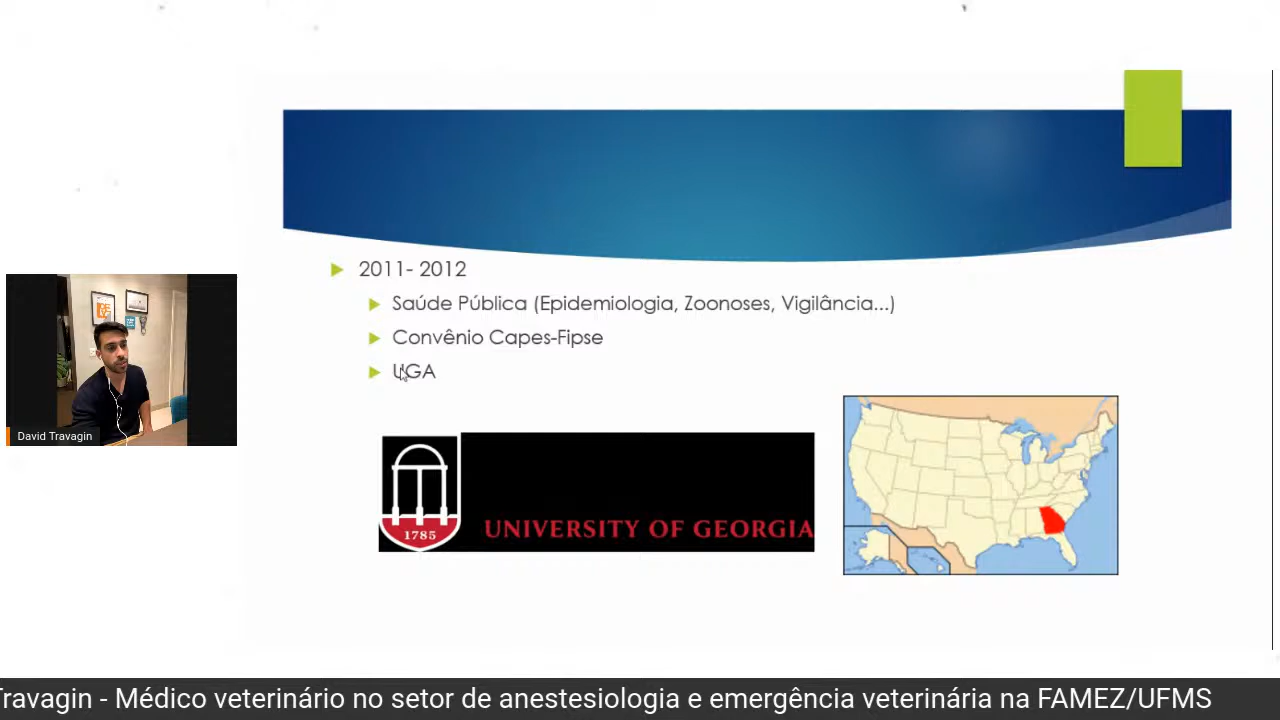 2011- 2012
Saúde Pública (Epidemiologia, Zoonoses, Vigilância...)
Convênio Capes-Fipse
UGA
David Travagin
1785
UNIVERSITY OF GEORGIA
Travagin - Médico veterinário no setor de anestesiologia e emergência veterinária na FAMEZ/UFMS